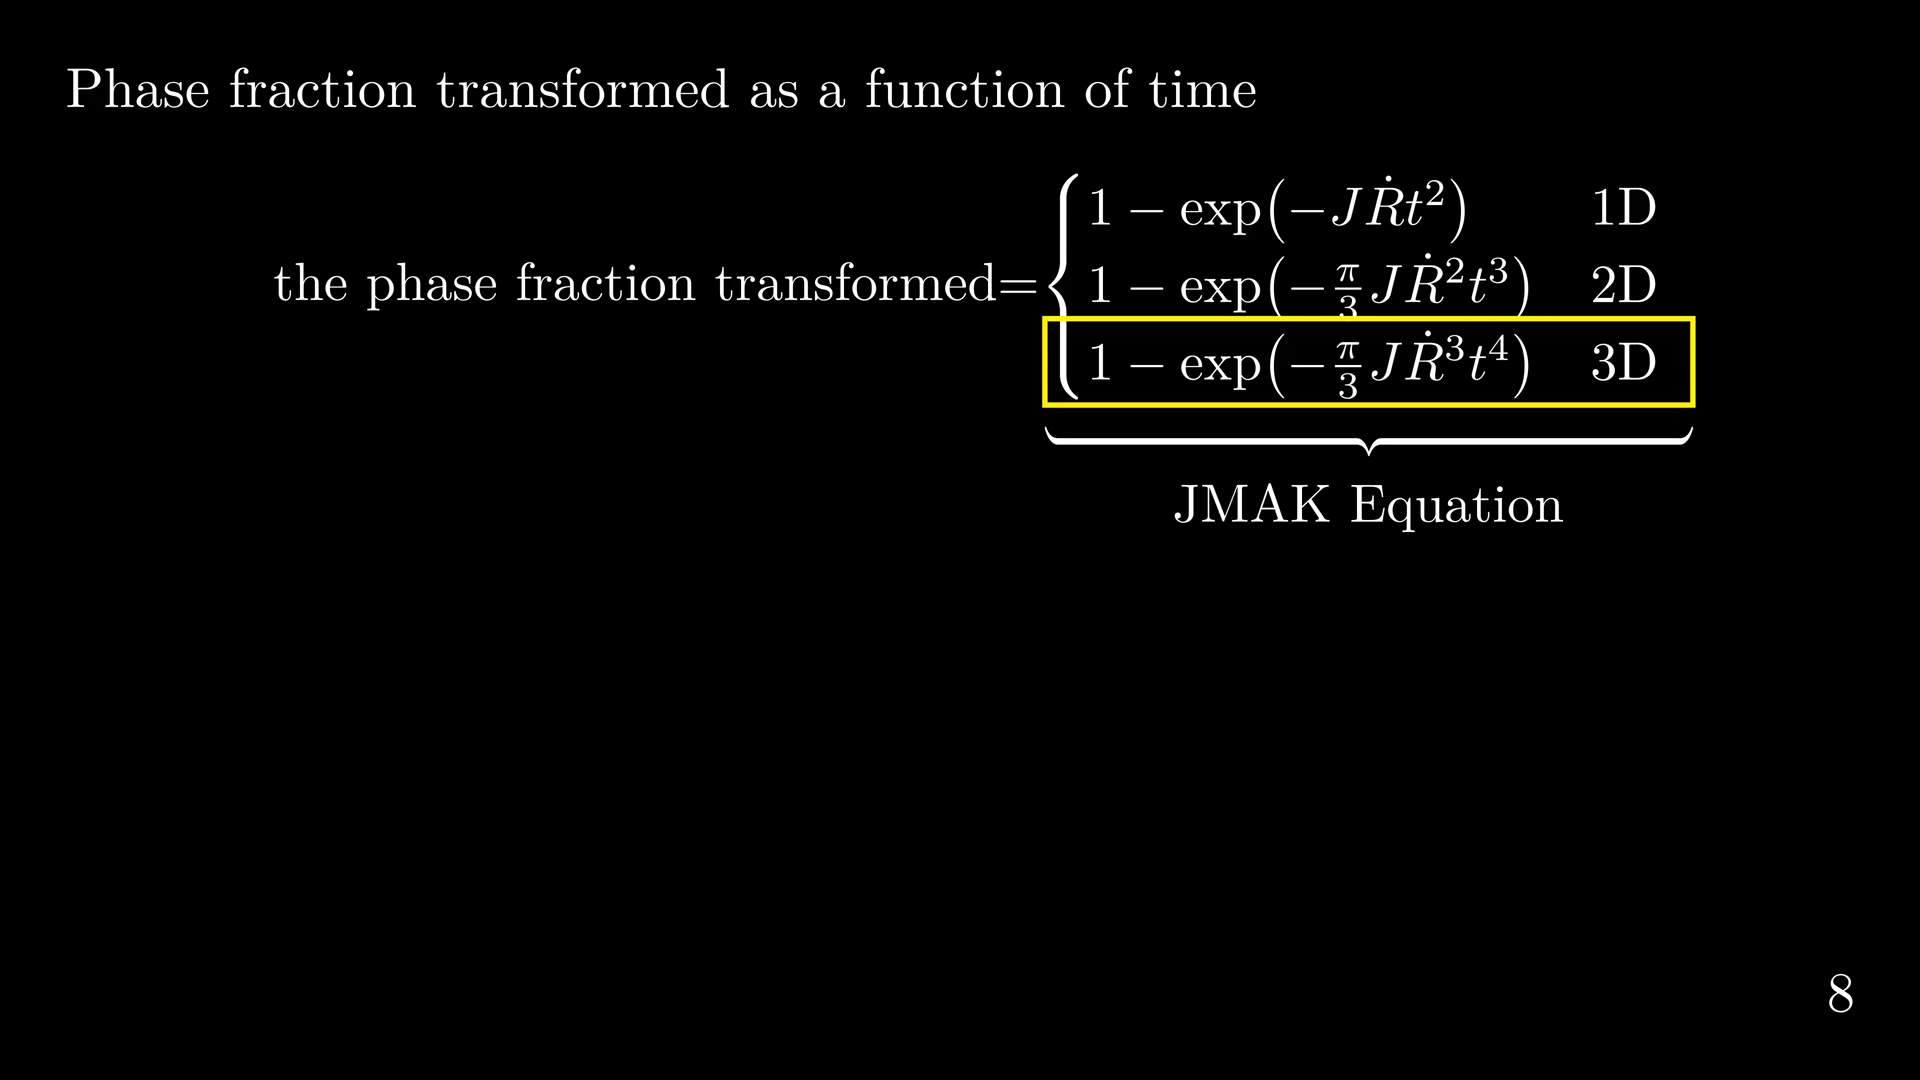 Phase fraction transformed as a function of time
1 − exp(−JṘt²) 1D
the phase fraction transformed= { 1 − exp(−π/3 JṘ²t³) 2D
1 − exp(−π/3 JṘ³t⁴) 3D
JMAK Equation
8